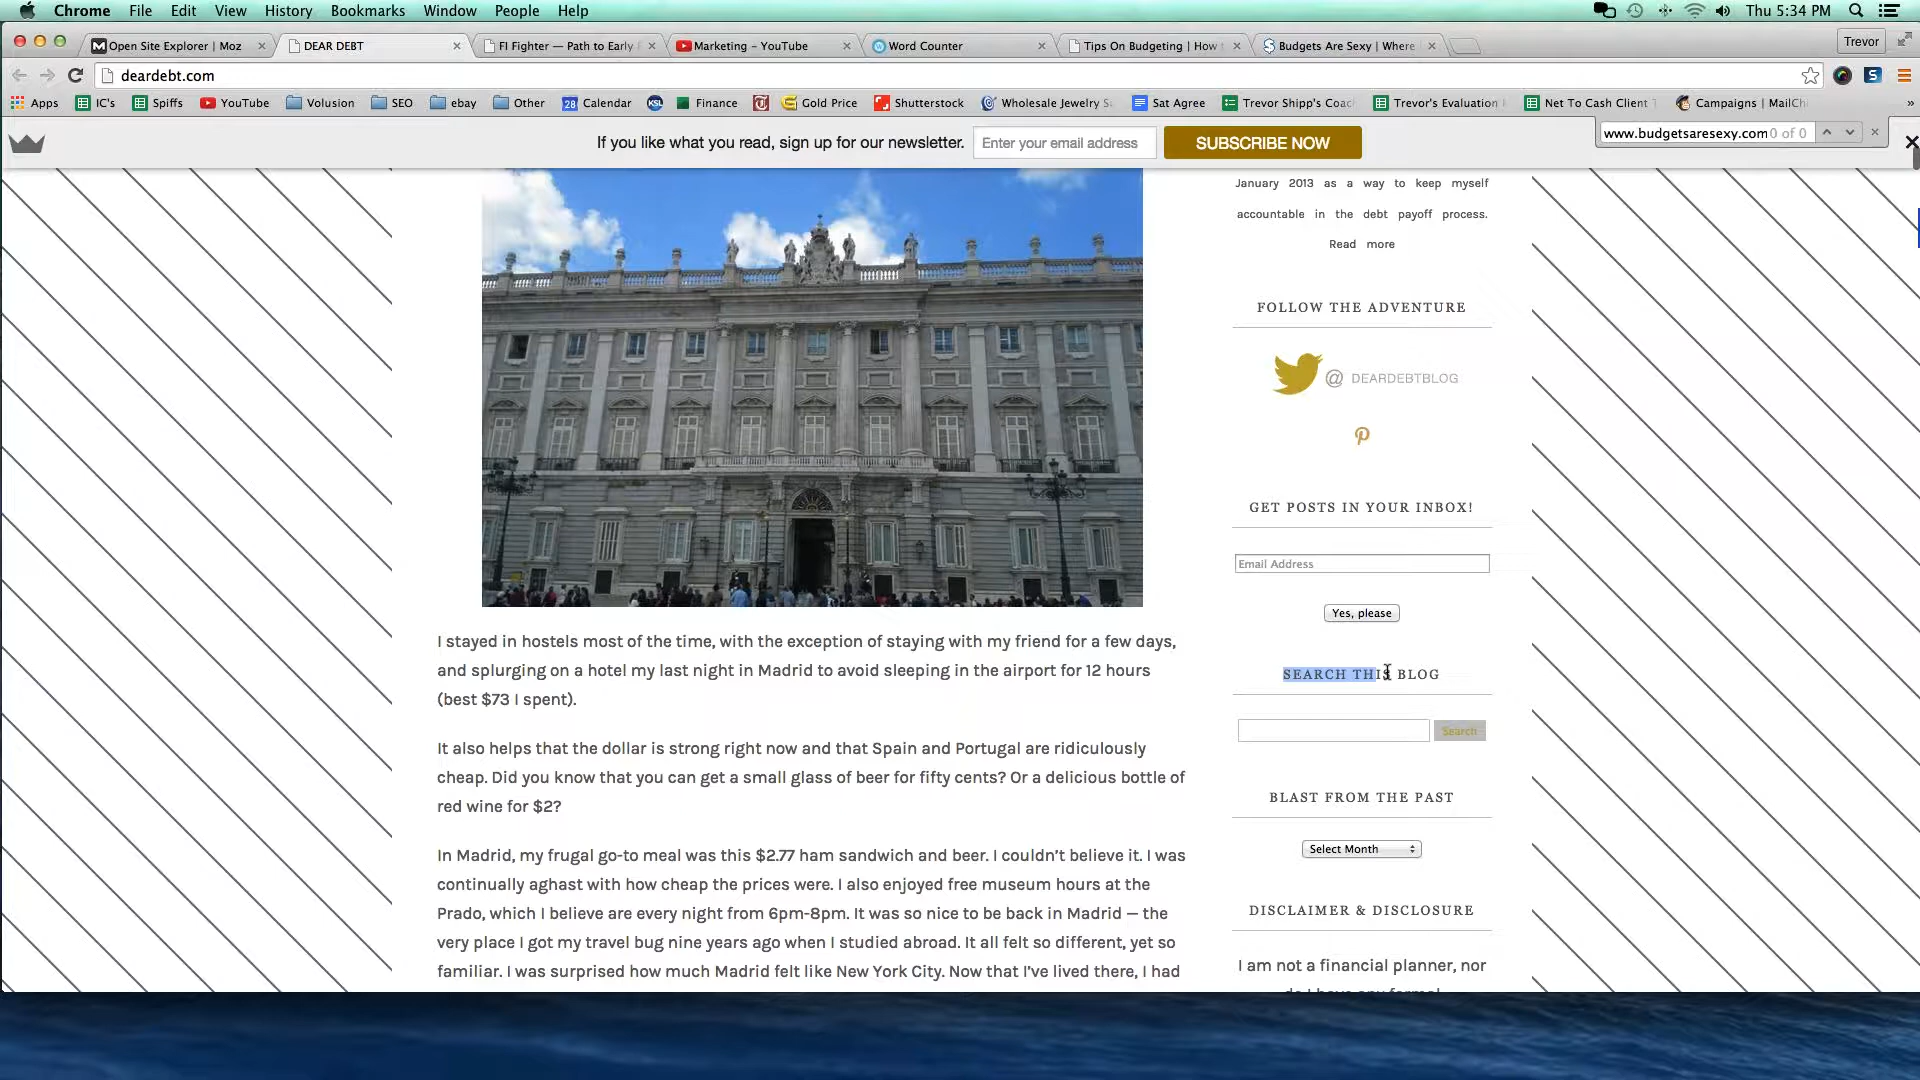 Chrome File Edit View History Bookmarks Window People Help Thu 5:34 PM
Open Site Explorer | Moz
DEAR DEBT
FI Fighter — Path to Early F
Marketing - YouTube
Word Counter
Tips On Budgeting | How
Budgets Are Sexy | Where
Trevor
deardebt.com
Apps IC's Spiffs YouTube Volusion SEO ebay Other Calendar KSL Finance Gold Price Shutterstock Wholesale Jewelry S Sat Agree Trevor Shipp's Coac Trevor's Evaluation Net To Cash Client Campaigns | MailChi »
www.budgetsaresexy.com 0 of 0
If you like what you read, sign up for our newsletter. Enter your email address SUBSCRIBE NOW
I stayed in hostels most of the time, with the exception of staying with my friend for a few days,
and splurging on a hotel my last night in Madrid to avoid sleeping in the airport for 12 hours
(best $73 I spent).
It also helps that the dollar is strong right now and that Spain and Portugal are ridiculously
cheap. Did you know that you can get a small glass of beer for fifty cents? Or a delicious bottle of
red wine for $2?
In Madrid, my frugal go-to meal was this $2.77 ham sandwich and beer. I couldn't believe it. I was
continually aghast with how cheap the prices were. I also enjoyed free museum hours at the
Prado, which I believe are every night from 6pm-8pm. It was so nice to be back in Madrid — the
very place I got my travel bug nine years ago when I studied abroad. It all felt so different, yet so
familiar. I was surprised how much Madrid felt like New York City. Now that I've lived there, I had
January 2013 as a way to keep myself
accountable in the debt payoff process.
Read more
FOLLOW THE ADVENTURE
@ DEARDEBTBLOG
GET POSTS IN YOUR INBOX!
Email Address
Yes, please
SEARCH THIS BLOG
Search
BLAST FROM THE PAST
Select Month
DISCLAIMER & DISCLOSURE
I am not a financial planner, nor
do I have any formal